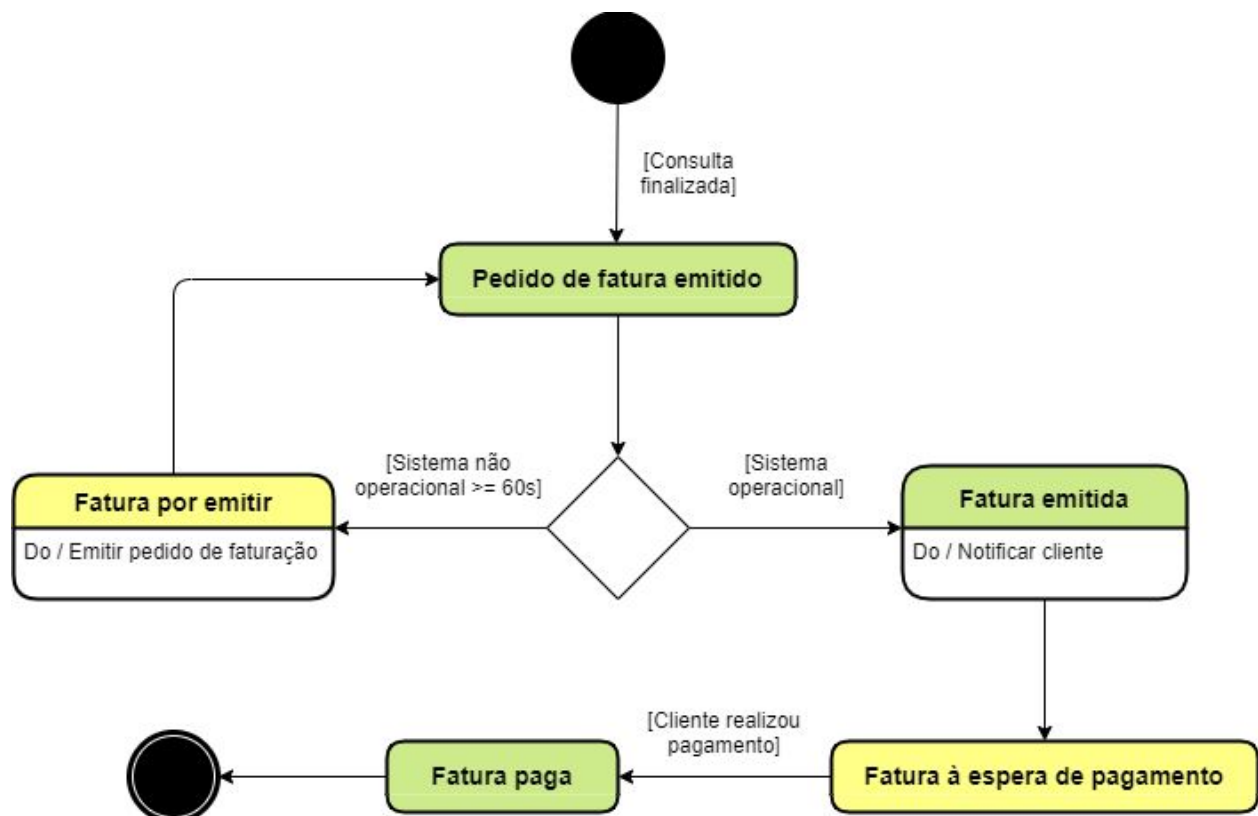 [Consulta
finalizada]
Pedido de fatura emitido
[Sistema não
operacional >= 60s]
[Sistema
operacional]
Fatura por emitir
Do / Emitir pedido de faturação
Fatura emitida
Do / Notificar cliente
[Cliente realizou
pagamento]
Fatura paga
Fatura à espera de pagamento